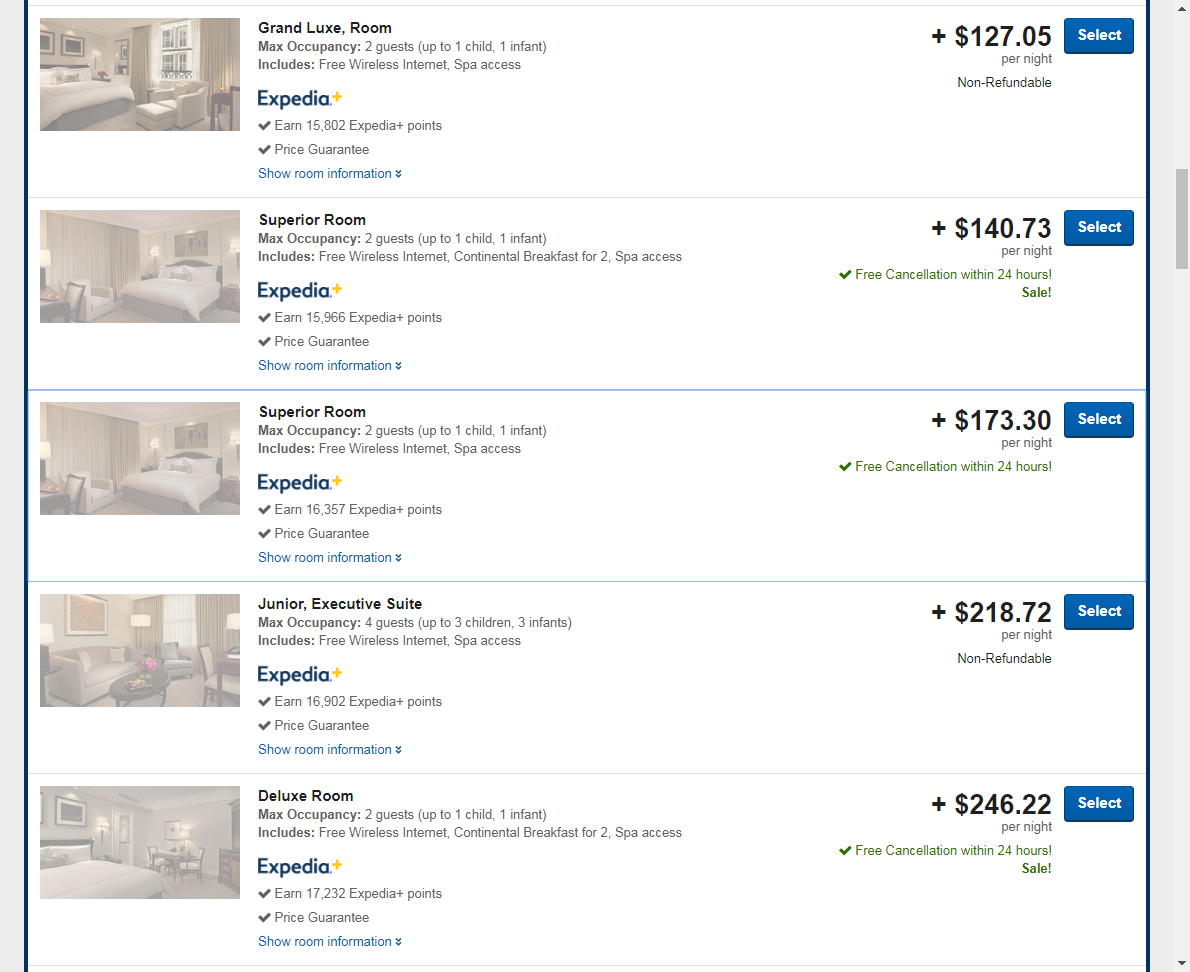 Grand Luxe, Room
Max Occupancy: 2 guests (up to 1 child, 1 infant)
Includes: Free Wireless Internet, Spa access
Expedia.+
Earn 15,802 Expedia+ points
Price Guarantee
Show room information
+ $127.05
per night
Non-Refundable
Select
Superior Room
Max Occupancy: 2 guests (up to 1 child, 1 infant)
Includes: Free Wireless Internet, Continental Breakfast for 2, Spa access
Expedia.+
Earn 15,966 Expedia+ points
Price Guarantee
Show room information
+ $140.73
per night
Free Cancellation within 24 hours!
Sale!
Select
Superior Room
Max Occupancy: 2 guests (up to 1 child, 1 infant)
Includes: Free Wireless Internet, Spa access
Expedia.+
Earn 16,357 Expedia+ points
Price Guarantee
Show room information
+ $173.30
per night
Free Cancellation within 24 hours!
Select
Junior, Executive Suite
Max Occupancy: 4 guests (up to 3 children, 3 infants)
Includes: Free Wireless Internet, Spa access
Expedia.+
Earn 16,902 Expedia+ points
Price Guarantee
Show room information
+ $218.72
per night
Non-Refundable
Select
Deluxe Room
Max Occupancy: 2 guests (up to 1 child, 1 infant)
Includes: Free Wireless Internet, Continental Breakfast for 2, Spa access
Expedia.+
Earn 17,232 Expedia+ points
Price Guarantee
Show room information
+ $246.22
per night
Free Cancellation within 24 hours!
Sale!
Select